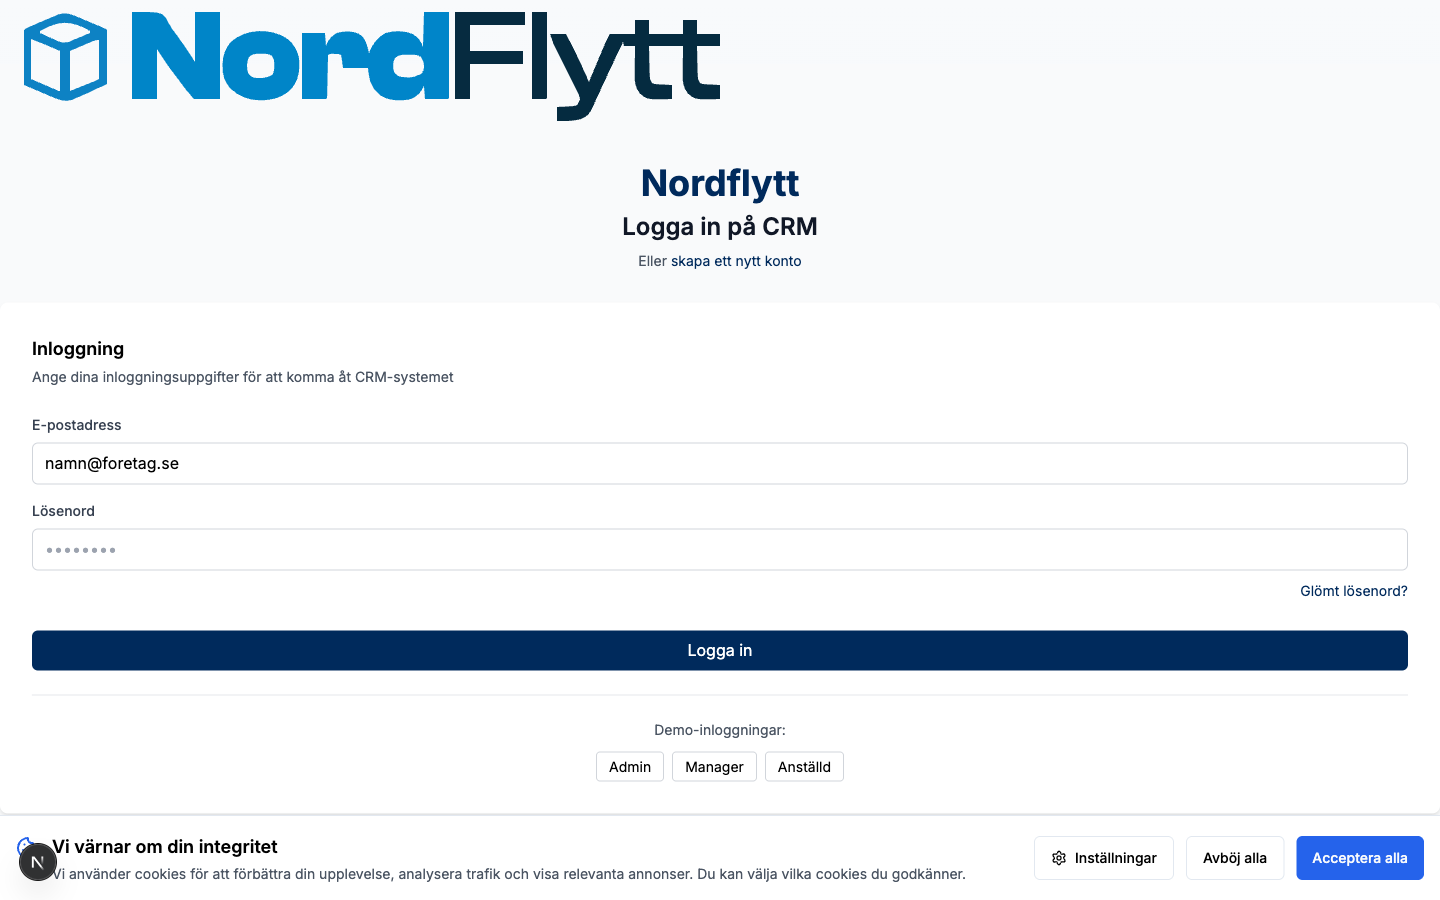 NordFlytt
Nordflytt
Logga in på CRM
Eller skapa ett nytt konto
Inloggning
Ange dina inloggningsuppgifter för att komma åt CRM-systemet
E-postadress
namn@foretag.se
Lösenord
••••••••
Glömt lösenord?
Logga in
Demo-inloggningar:
Admin Manager Anställd
Vi värnar om din integritet
Vi använder cookies för att förbättra din upplevelse, analysera trafik och visa relevanta annonser. Du kan välja vilka cookies du godkänner.
N
Inställningar Avböj alla Acceptera alla